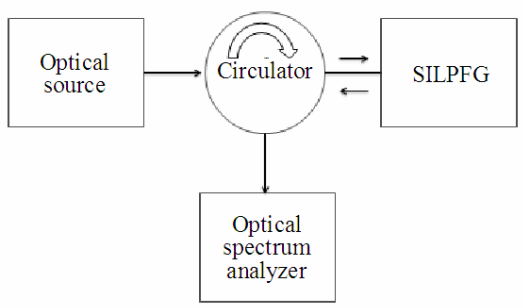 Optical
source
Circulator
SILPFG
Optical
spectrum
analyzer